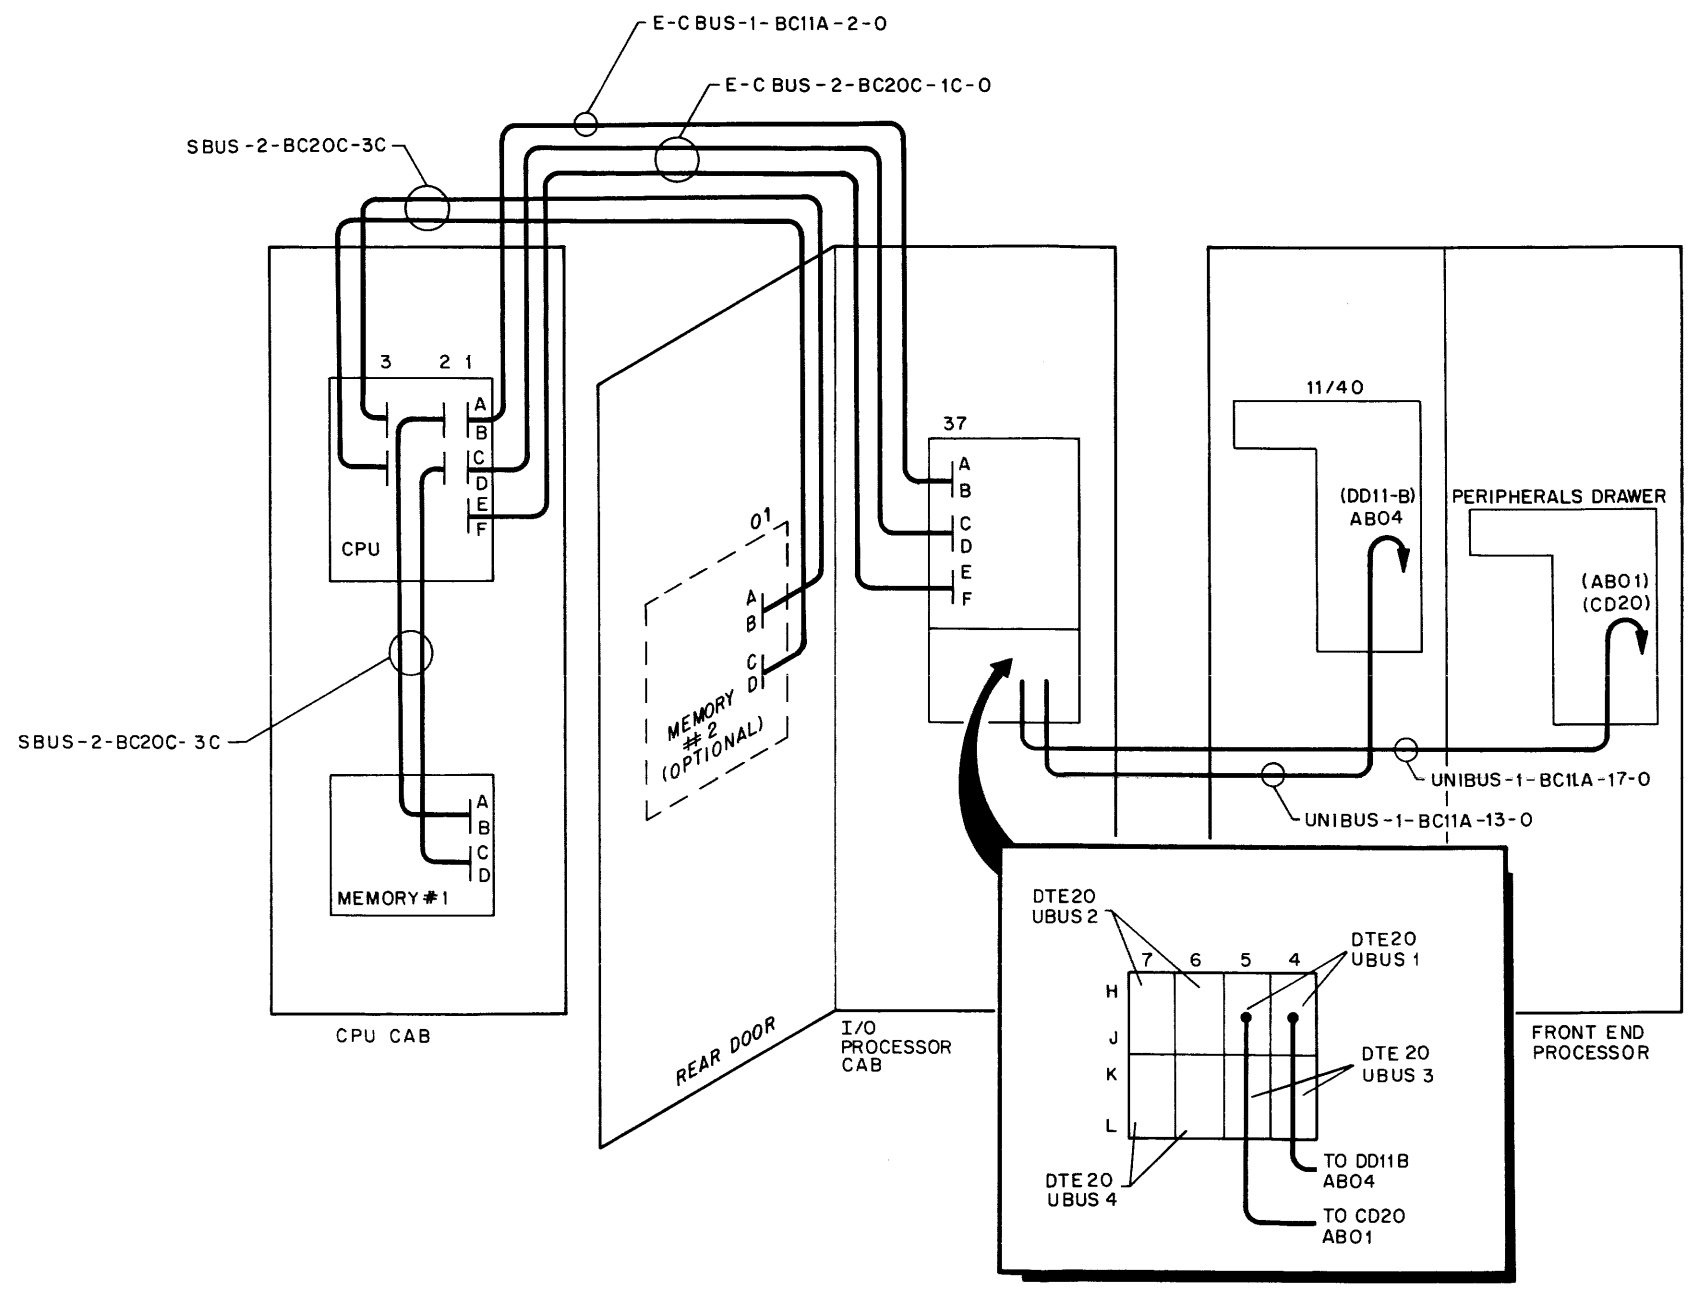 E-C BUS-1-BC11A-2-0
E-C BUS-2-BC20C-1C-0
SBUS-2-BC20C-3C
3 2 1
A
B
C
D
E
F
CPU
SBUS-2-BC20C-3C
A
B
C
D
MEMORY #1
CPU CAB
01
A
B
C
D
MEMORY
#2
(OPTIONAL)
REAR DOOR
37
A
B
C
D
E
F
I/O
PROCESSOR
CAB
11/40
(DD11-B)
AB04
PERIPHERALS DRAWER
(AB01)
(CD20)
UNIBUS-1-BC11A-17-0
UNIBUS-1-BC11A-13-0
FRONT END
PROCESSOR
DTE20
UBUS 2
DTE20
UBUS 1
7 6 5 4
H
J
K
L
DTE 20
UBUS 3
DTE20
UBUS 4
TO DD11B
AB04
TO CD20
AB01